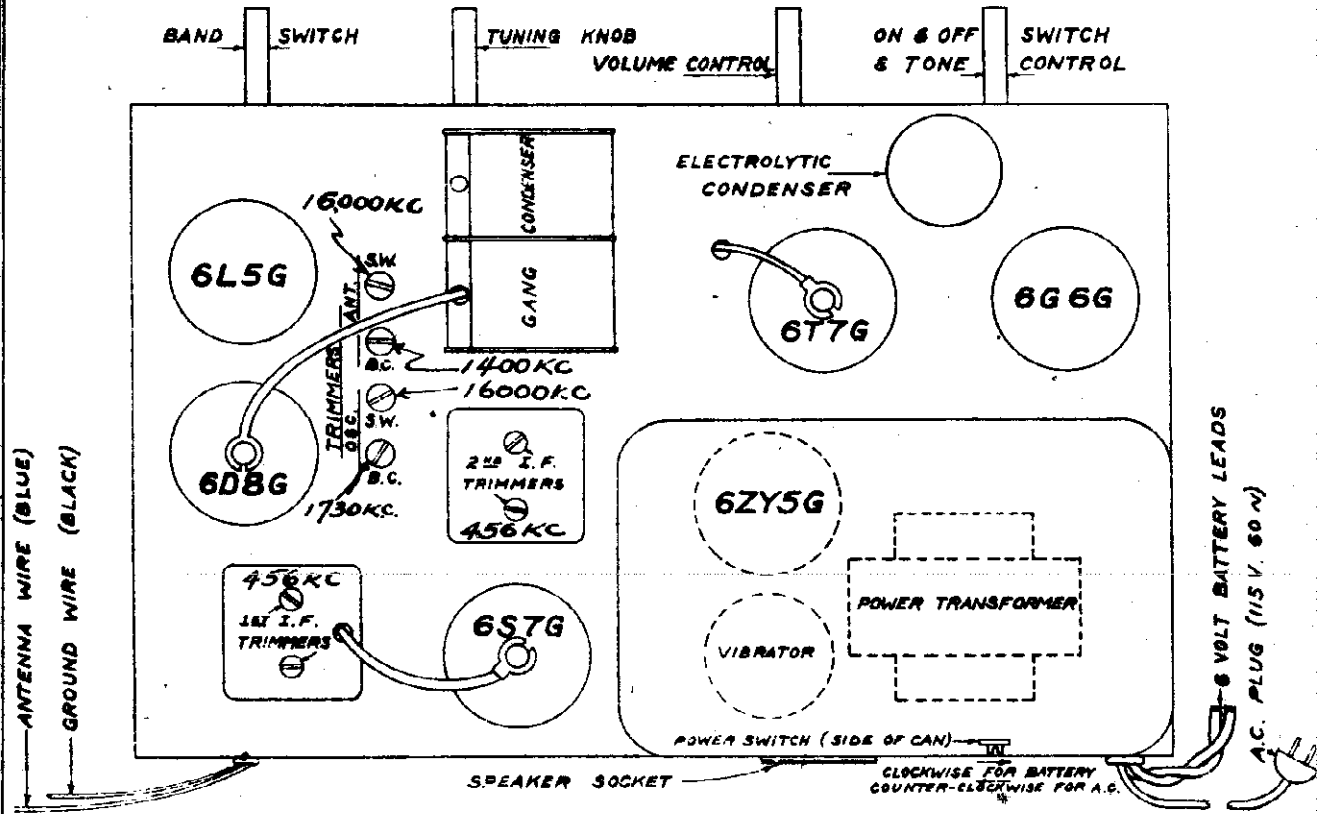 BAND SWITCH
TUNING KNOB
VOLUME CONTROL
ON & OFF SWITCH
& TONE CONTROL
ELECTROLYTIC
CONDENSER
GANG CONDENSER
16,000KC
S.W.
6L5G
TRIMMERS
ANT.
OSC.
B.C.
1400KC
16000KC
S.W.
B.C.
1730KC.
6D8G
6T7G
6G6G
2ND I.F.
TRIMMERS
456KC
456KC
1ST I.F.
TRIMMERS
6S7G
6ZY5G
POWER TRANSFORMER
VIBRATOR
POWER SWITCH (SIDE OF CAN)
CLOCKWISE FOR BATTERY
COUNTER-CLOCKWISE FOR A.C.
SPEAKER SOCKET
ANTENNA WIRE (BLUE)
GROUND WIRE (BLACK)
6 VOLT BATTERY LEADS
A.C. PLUG (115 V. 60~)